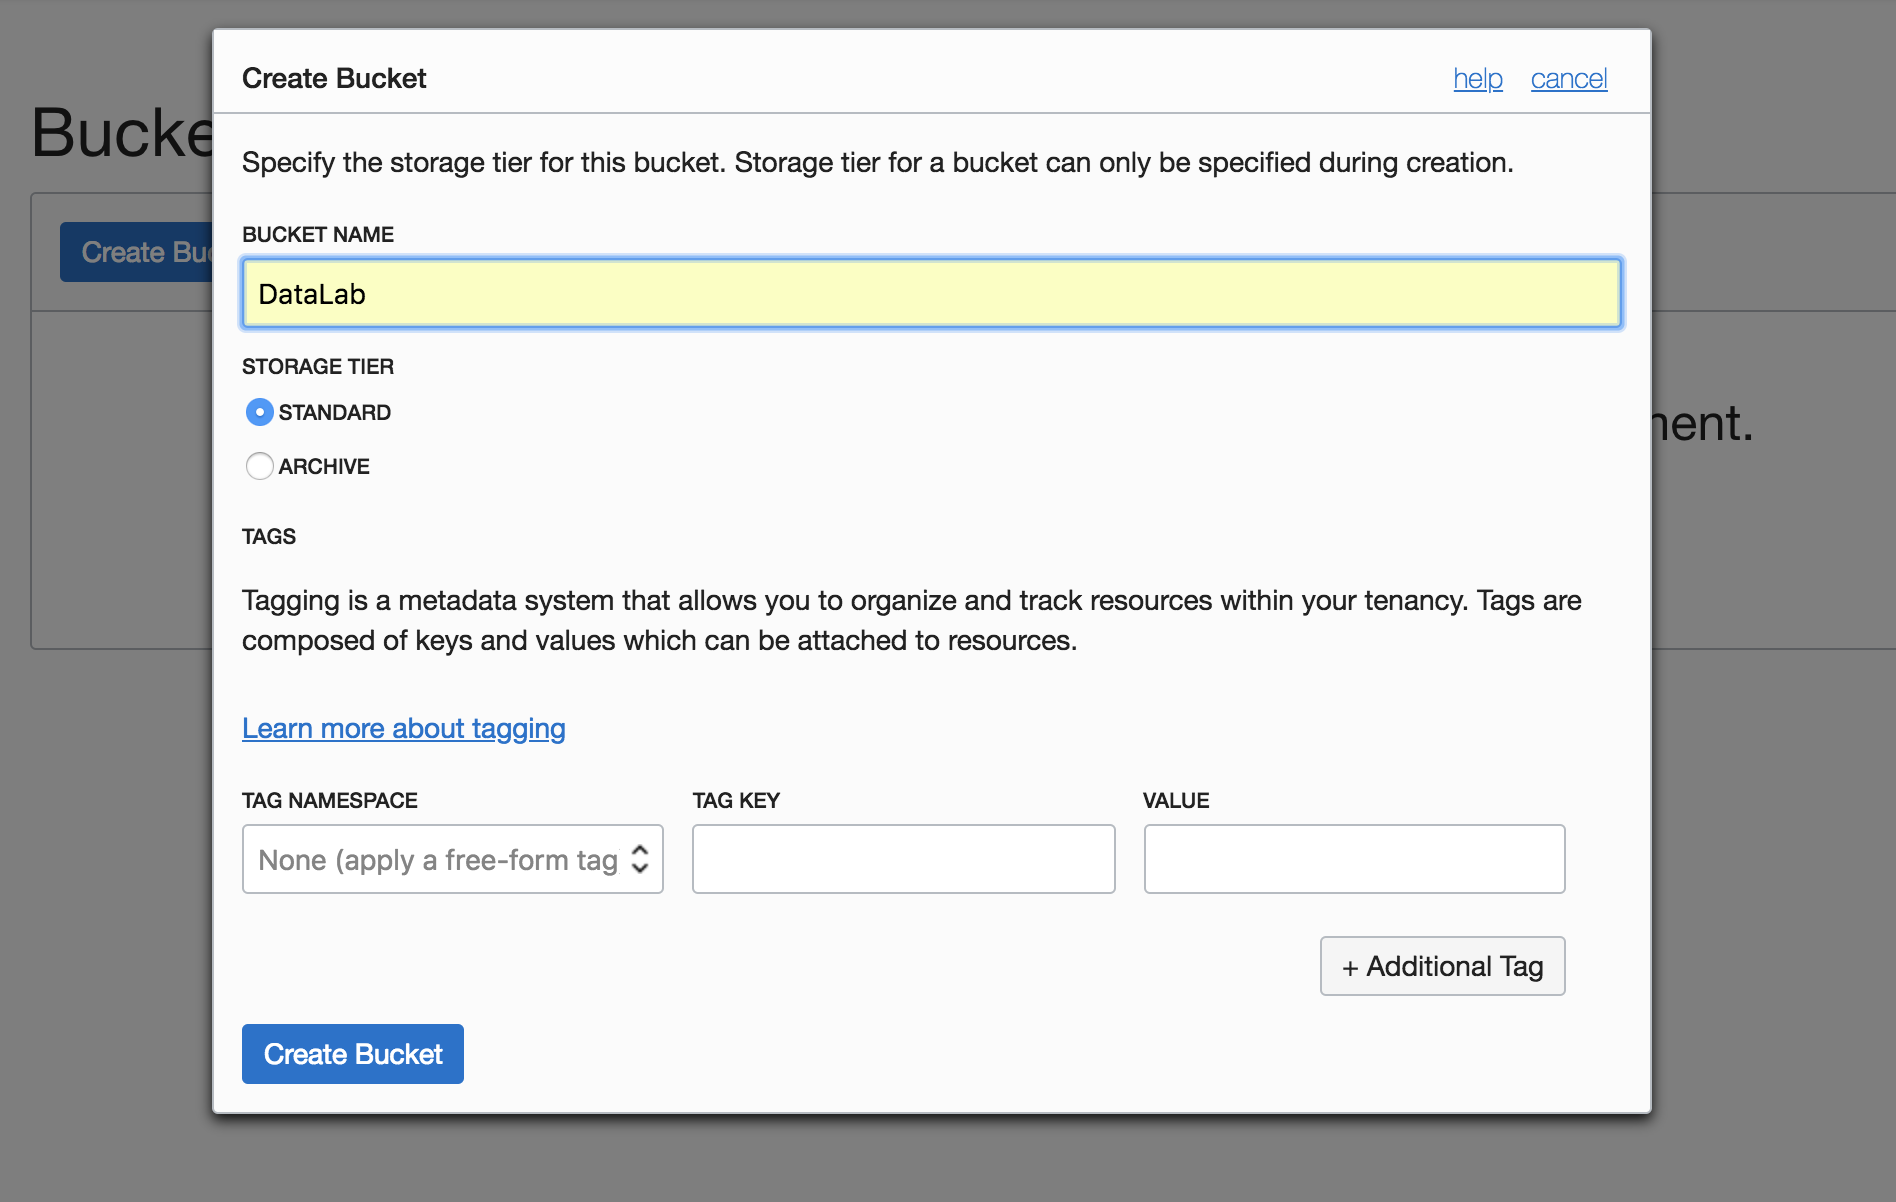 Create Bucket
help cancel
Specify the storage tier for this bucket. Storage tier for a bucket can only be specified during creation.
BUCKET NAME
DataLab
STORAGE TIER
STANDARD
ARCHIVE
TAGS
Tagging is a metadata system that allows you to organize and track resources within your tenancy. Tags are
composed of keys and values which can be attached to resources.
Learn more about tagging
TAG NAMESPACE TAG KEY VALUE
None (apply a free-form tag
+ Additional Tag
Create Bucket
Bucke
Create Buc
ment.